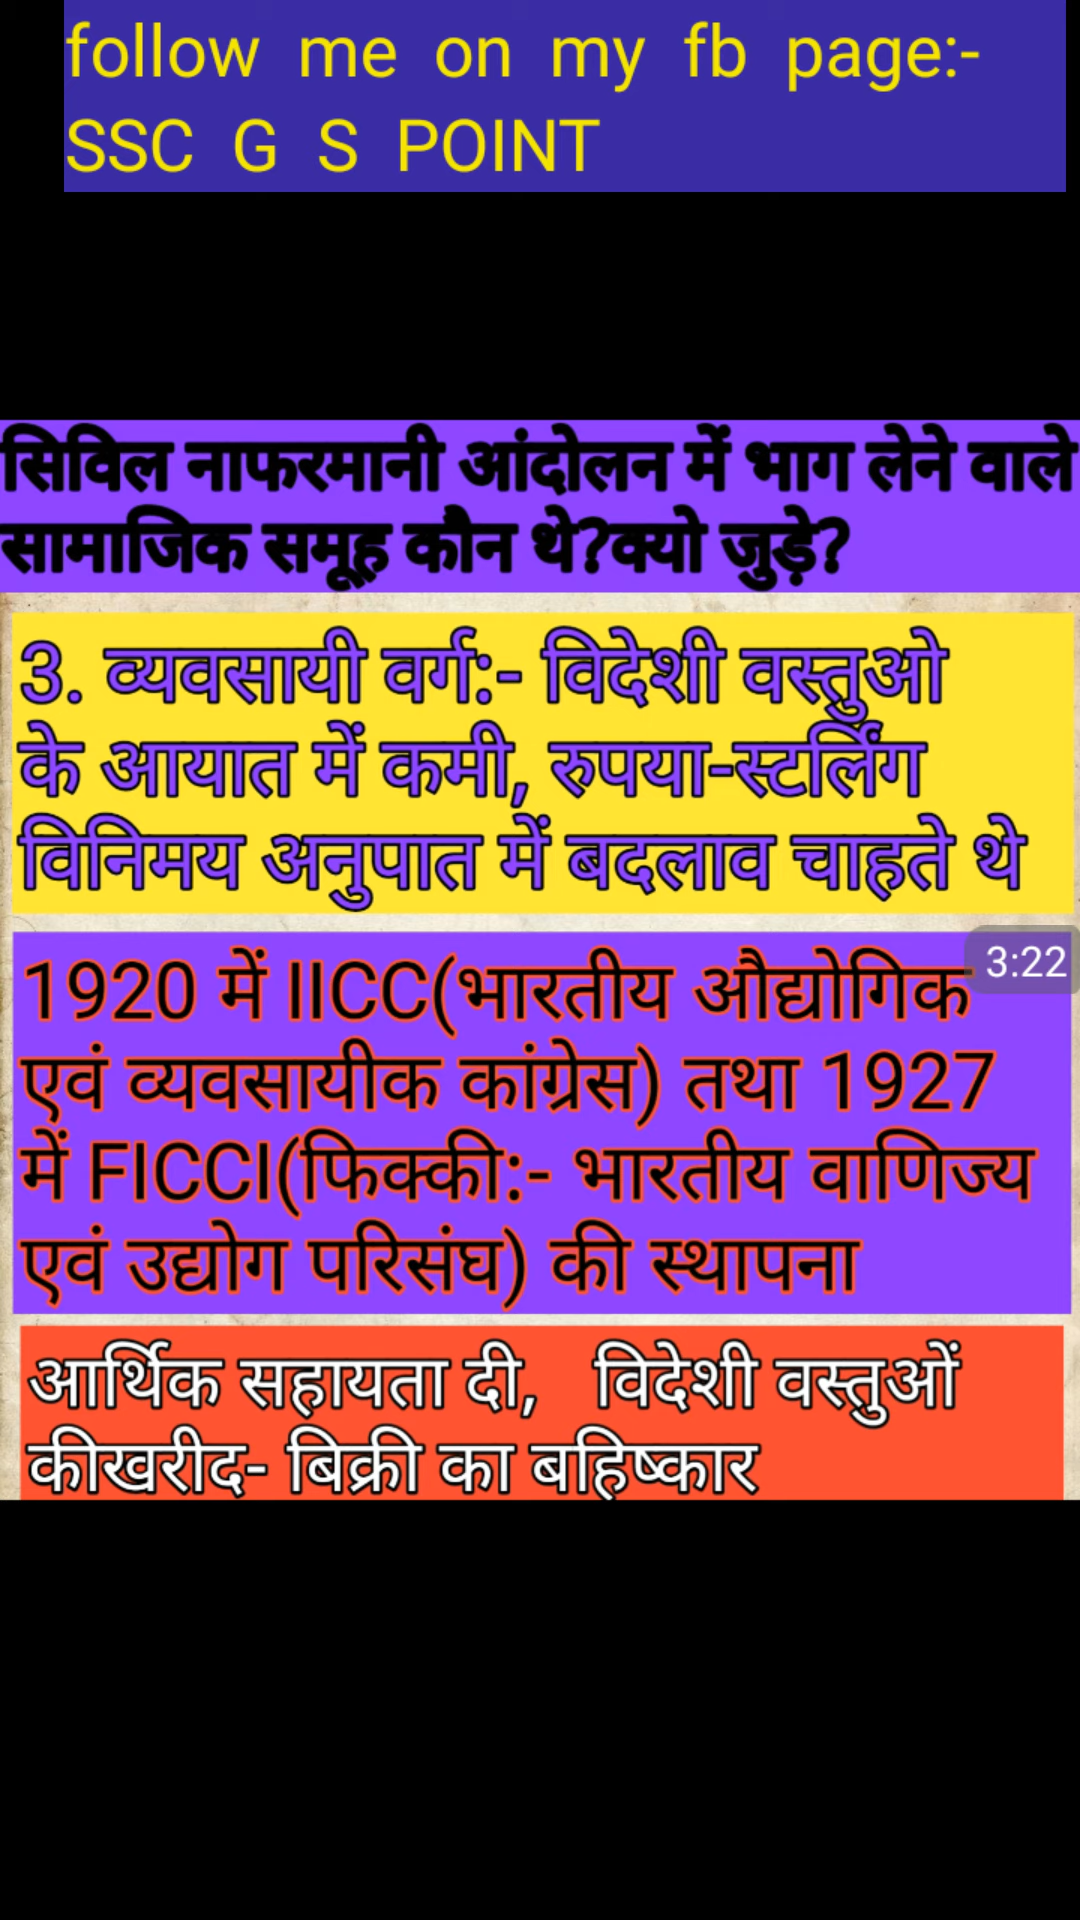 follow me on my fb page:-
SSC G S POINT
सिविल नाफरमानी आंदोलन में भाग लेने वाले
सामाजिक समूह कौन थे?क्यो जुड़े?
3. व्यवसायी वर्ग:- विदेशी वस्तुओ
के आयात में कमी, रुपया-स्टर्लिंग
विनिमय अनुपात में बदलाव चाहते थे
3:22
1920 में IICC(भारतीय औद्योगिक
एवं व्यवसायीक कांग्रेस) तथा 1927
में FICCI(फिक्की:- भारतीय वाणिज्य
एवं उद्योग परिसंघ) की स्थापना
आर्थिक सहायता दी, विदेशी वस्तुओं
कीखरीद- बिक्री का बहिष्कार